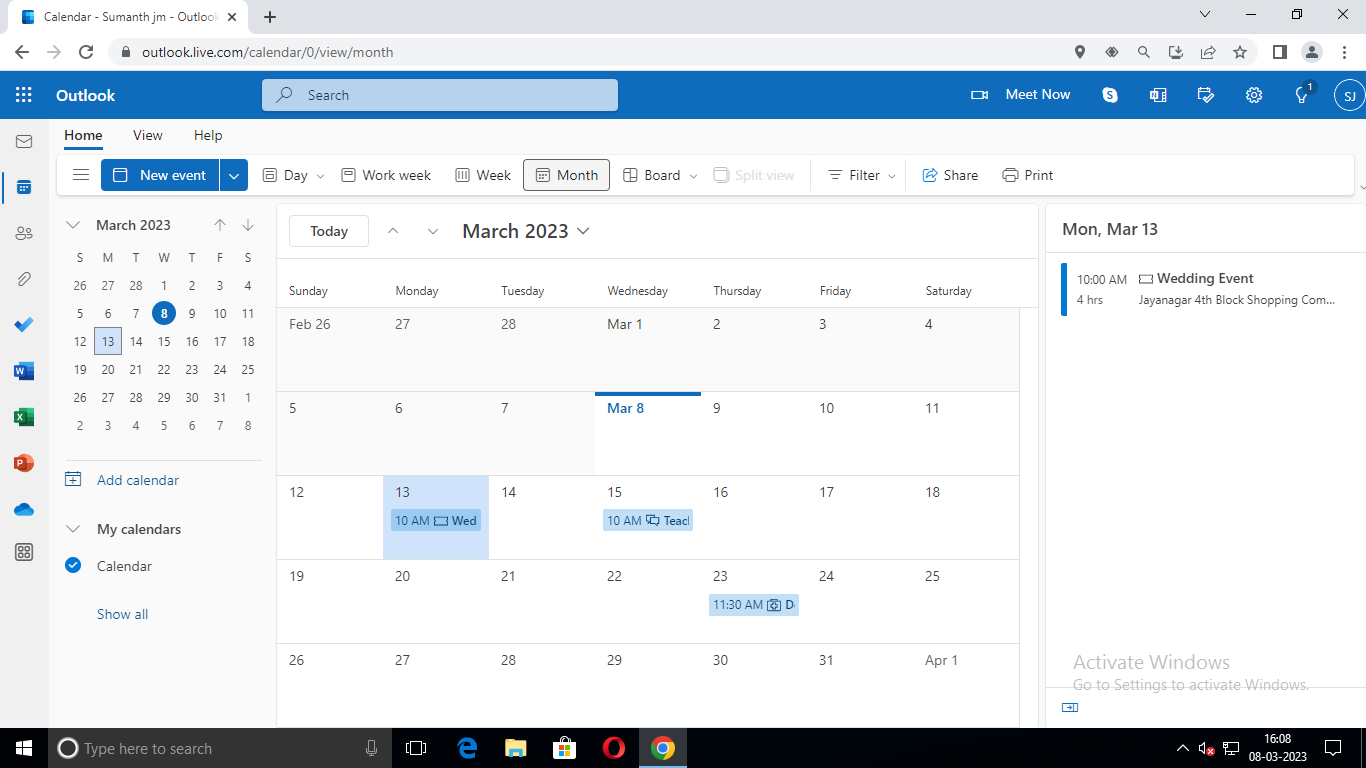 Calendar - Sumanth jm - Outlook
outlook.live.com/calendar/0/view/month
Outlook
Search
Meet Now
1
SJ
Home View Help
New event
Day
Work week
Week
Month
Board
Split view
Filter
Share
Print
March 2023
S M T W T F S
26 27 28 1 2 3 4
5 6 7 8 9 10 11
12 13 14 15 16 17 18
19 20 21 22 23 24 25
26 27 28 29 30 31 1
2 3 4 5 6 7 8
Add calendar
My calendars
Calendar
Show all
Today
March 2023
Sunday Monday Tuesday Wednesday Thursday Friday Saturday
Feb 26 27 28 Mar 1 2 3 4
5 6 7 Mar 8 9 10 11
12 13 14 15 16 17 18
10 AM Wed
10 AM Teach
19 20 21 22 23 24 25
11:30 AM D
26 27 28 29 30 31 Apr 1
Mon, Mar 13
10:00 AM Wedding Event
4 hrs Jayanagar 4th Block Shopping Com...
Activate Windows
Go to Settings to activate Windows.
Type here to search
16:08
08-03-2023